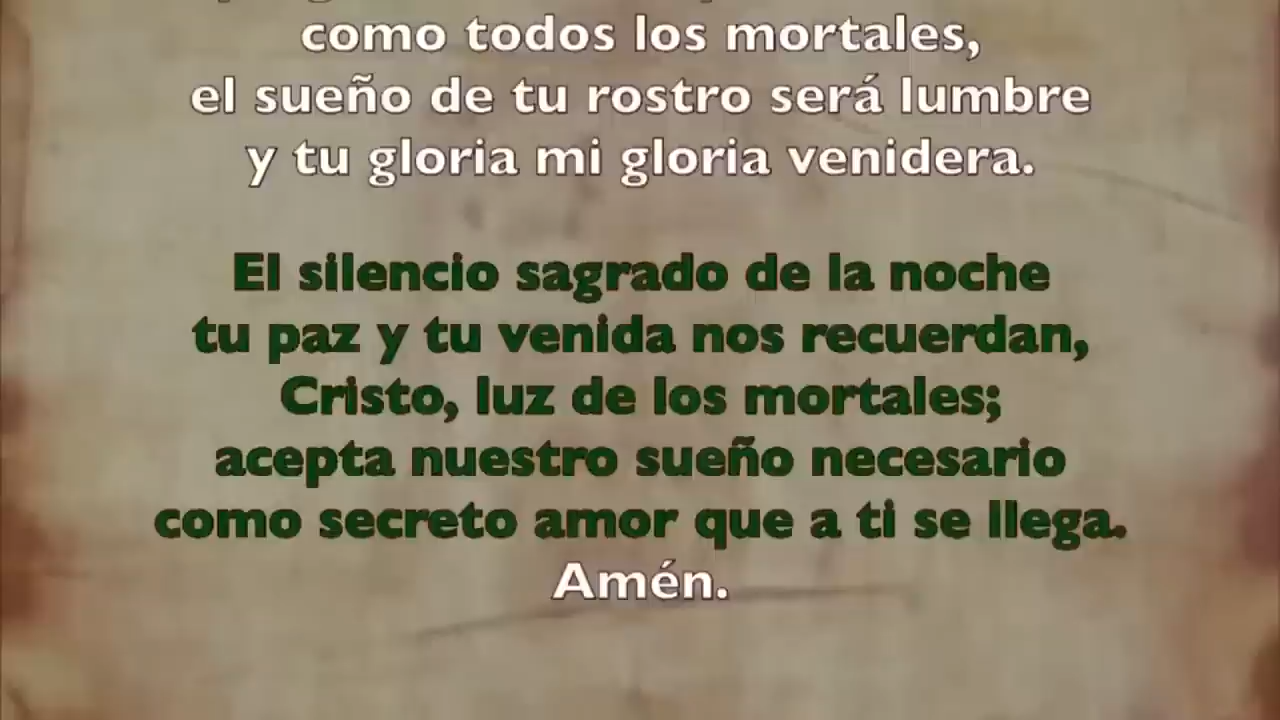 como todos los mortales,
el sueño de tu rostro será lumbre
y tu gloria mi gloria venidera.
El silencio sagrado de la noche
tu paz y tu venida nos recuerdan,
Cristo, luz de los mortales;
acepta nuestro sueño necesario
como secreto amor que a ti se llega.
Amén.